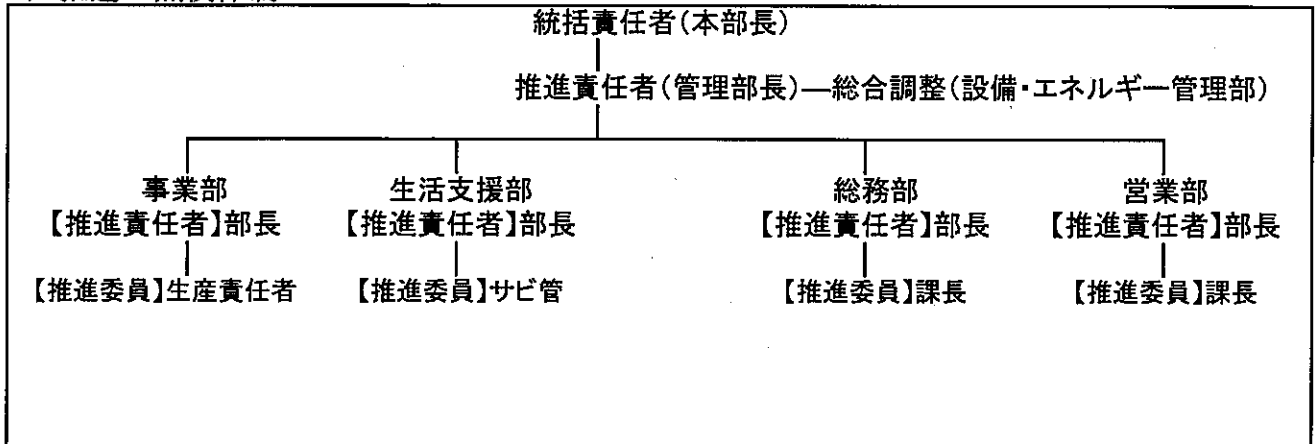 統括責任者(本部長)
推進責任者(管理部長)―総合調整(設備・エネルギー管理部)
事業部 生活支援部 総務部 営業部
【推進責任者】部長 【推進責任者】部長 【推進責任者】部長 【推進責任者】部長
【推進委員】生産責任者 【推進委員】サビ管 【推進委員】課長 【推進委員】課長